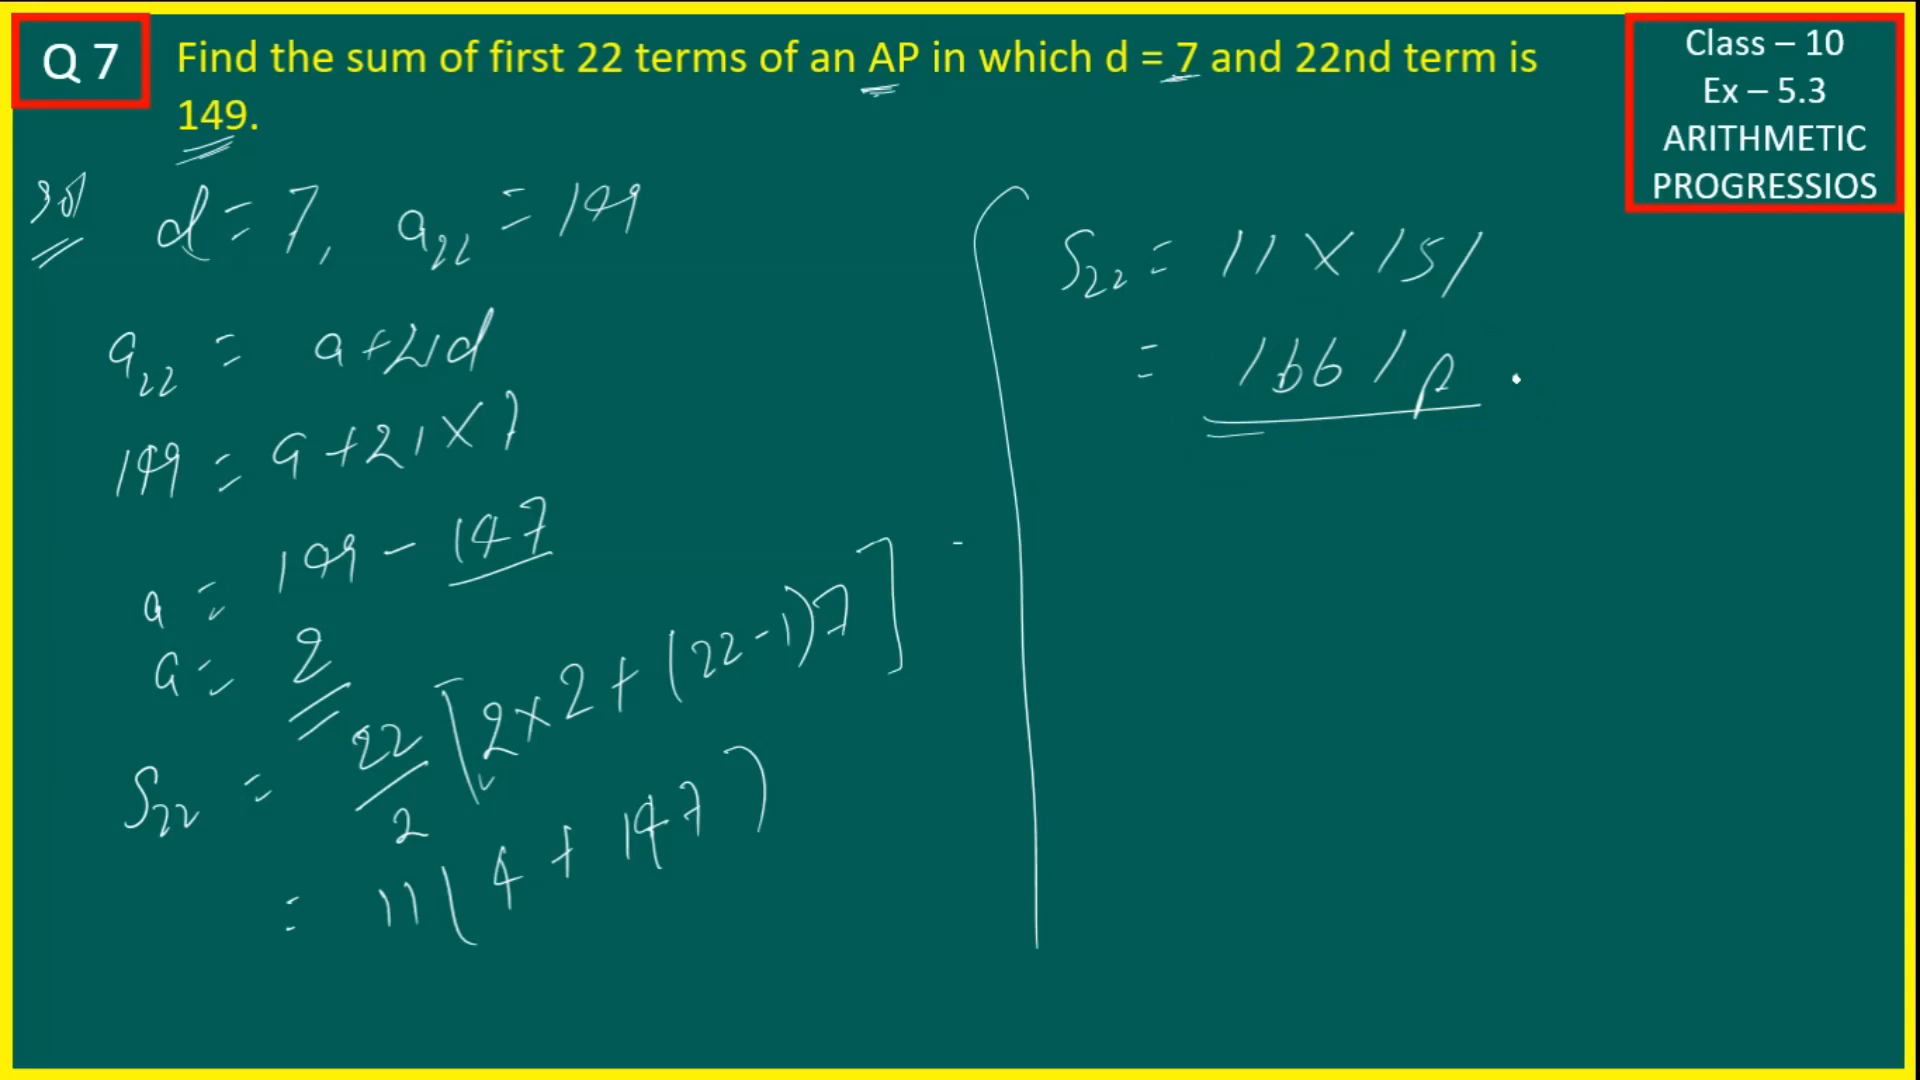 Q 7
Find the sum of first 22 terms of an AP in which d = 7 and 22nd term is
149.
Class – 10
Ex – 5.3
ARITHMETIC
PROGRESSIOS
Sol
d = 7, a₂₂ = 149
a₂₂ = a + 21d
149 = a + 21 × 7
a = 149 - 147
a = 2
S₂₂ = 22/2 [2×2 + (22-1)7]
= 11(4 + 147)
S₂₂ = 11 × 151
= 1661